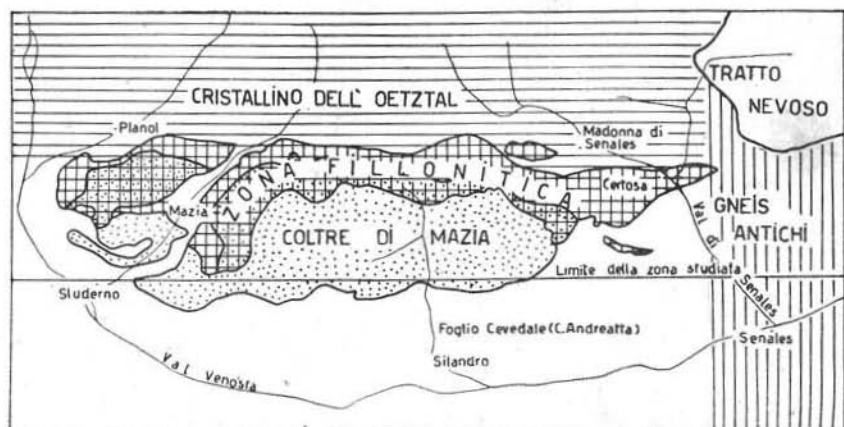 TRATTO
NEVOSO
CRISTALLINO DELL' OETZTAL
Planol
Madonna di
Senales
ZONA FILLONITICA
Certosa
Mazia
GNEIS
ANTICHI
COLTRE DI MAZIA
Val di Senales
Limite della zona studiata
Sluderno
Foglio Cevedale (C. Andreatta)
Senales
Silandro
Val Venosta